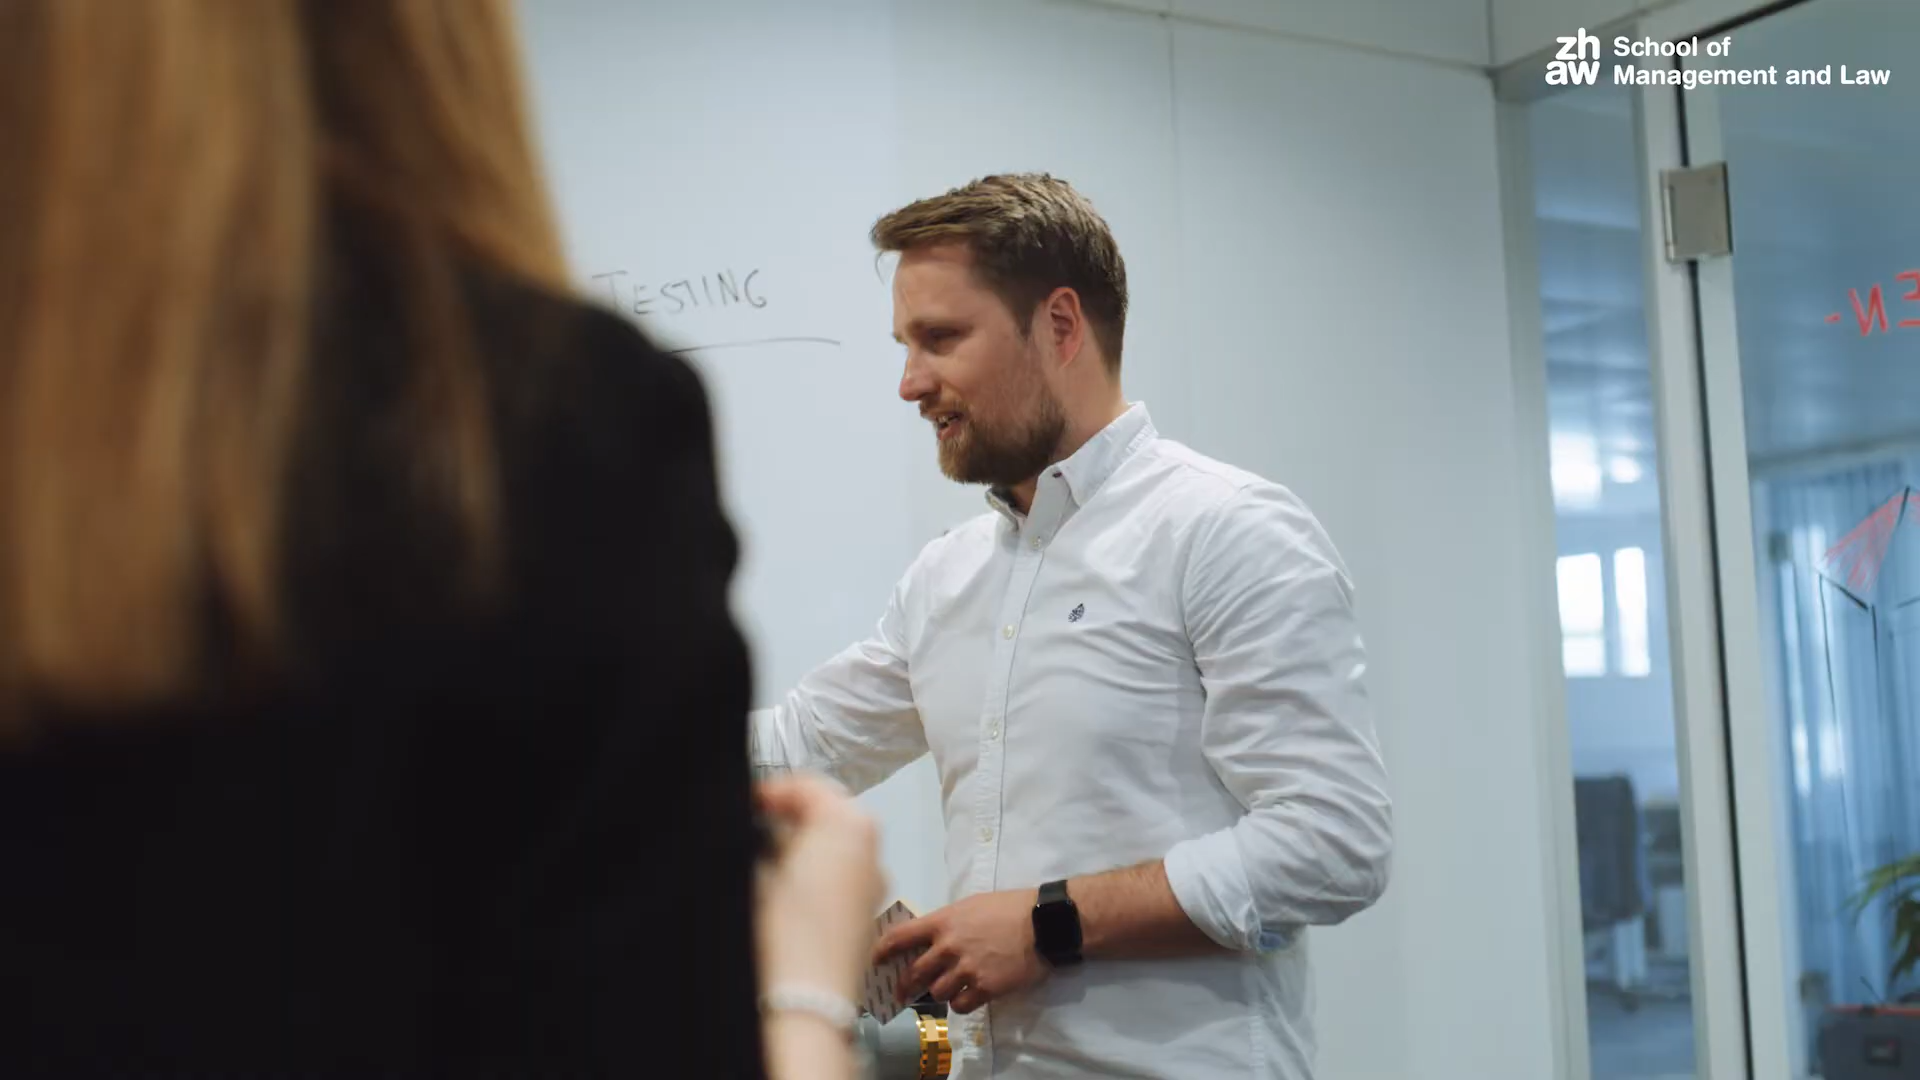 zh
aw
School of
Management and Law
TESTING